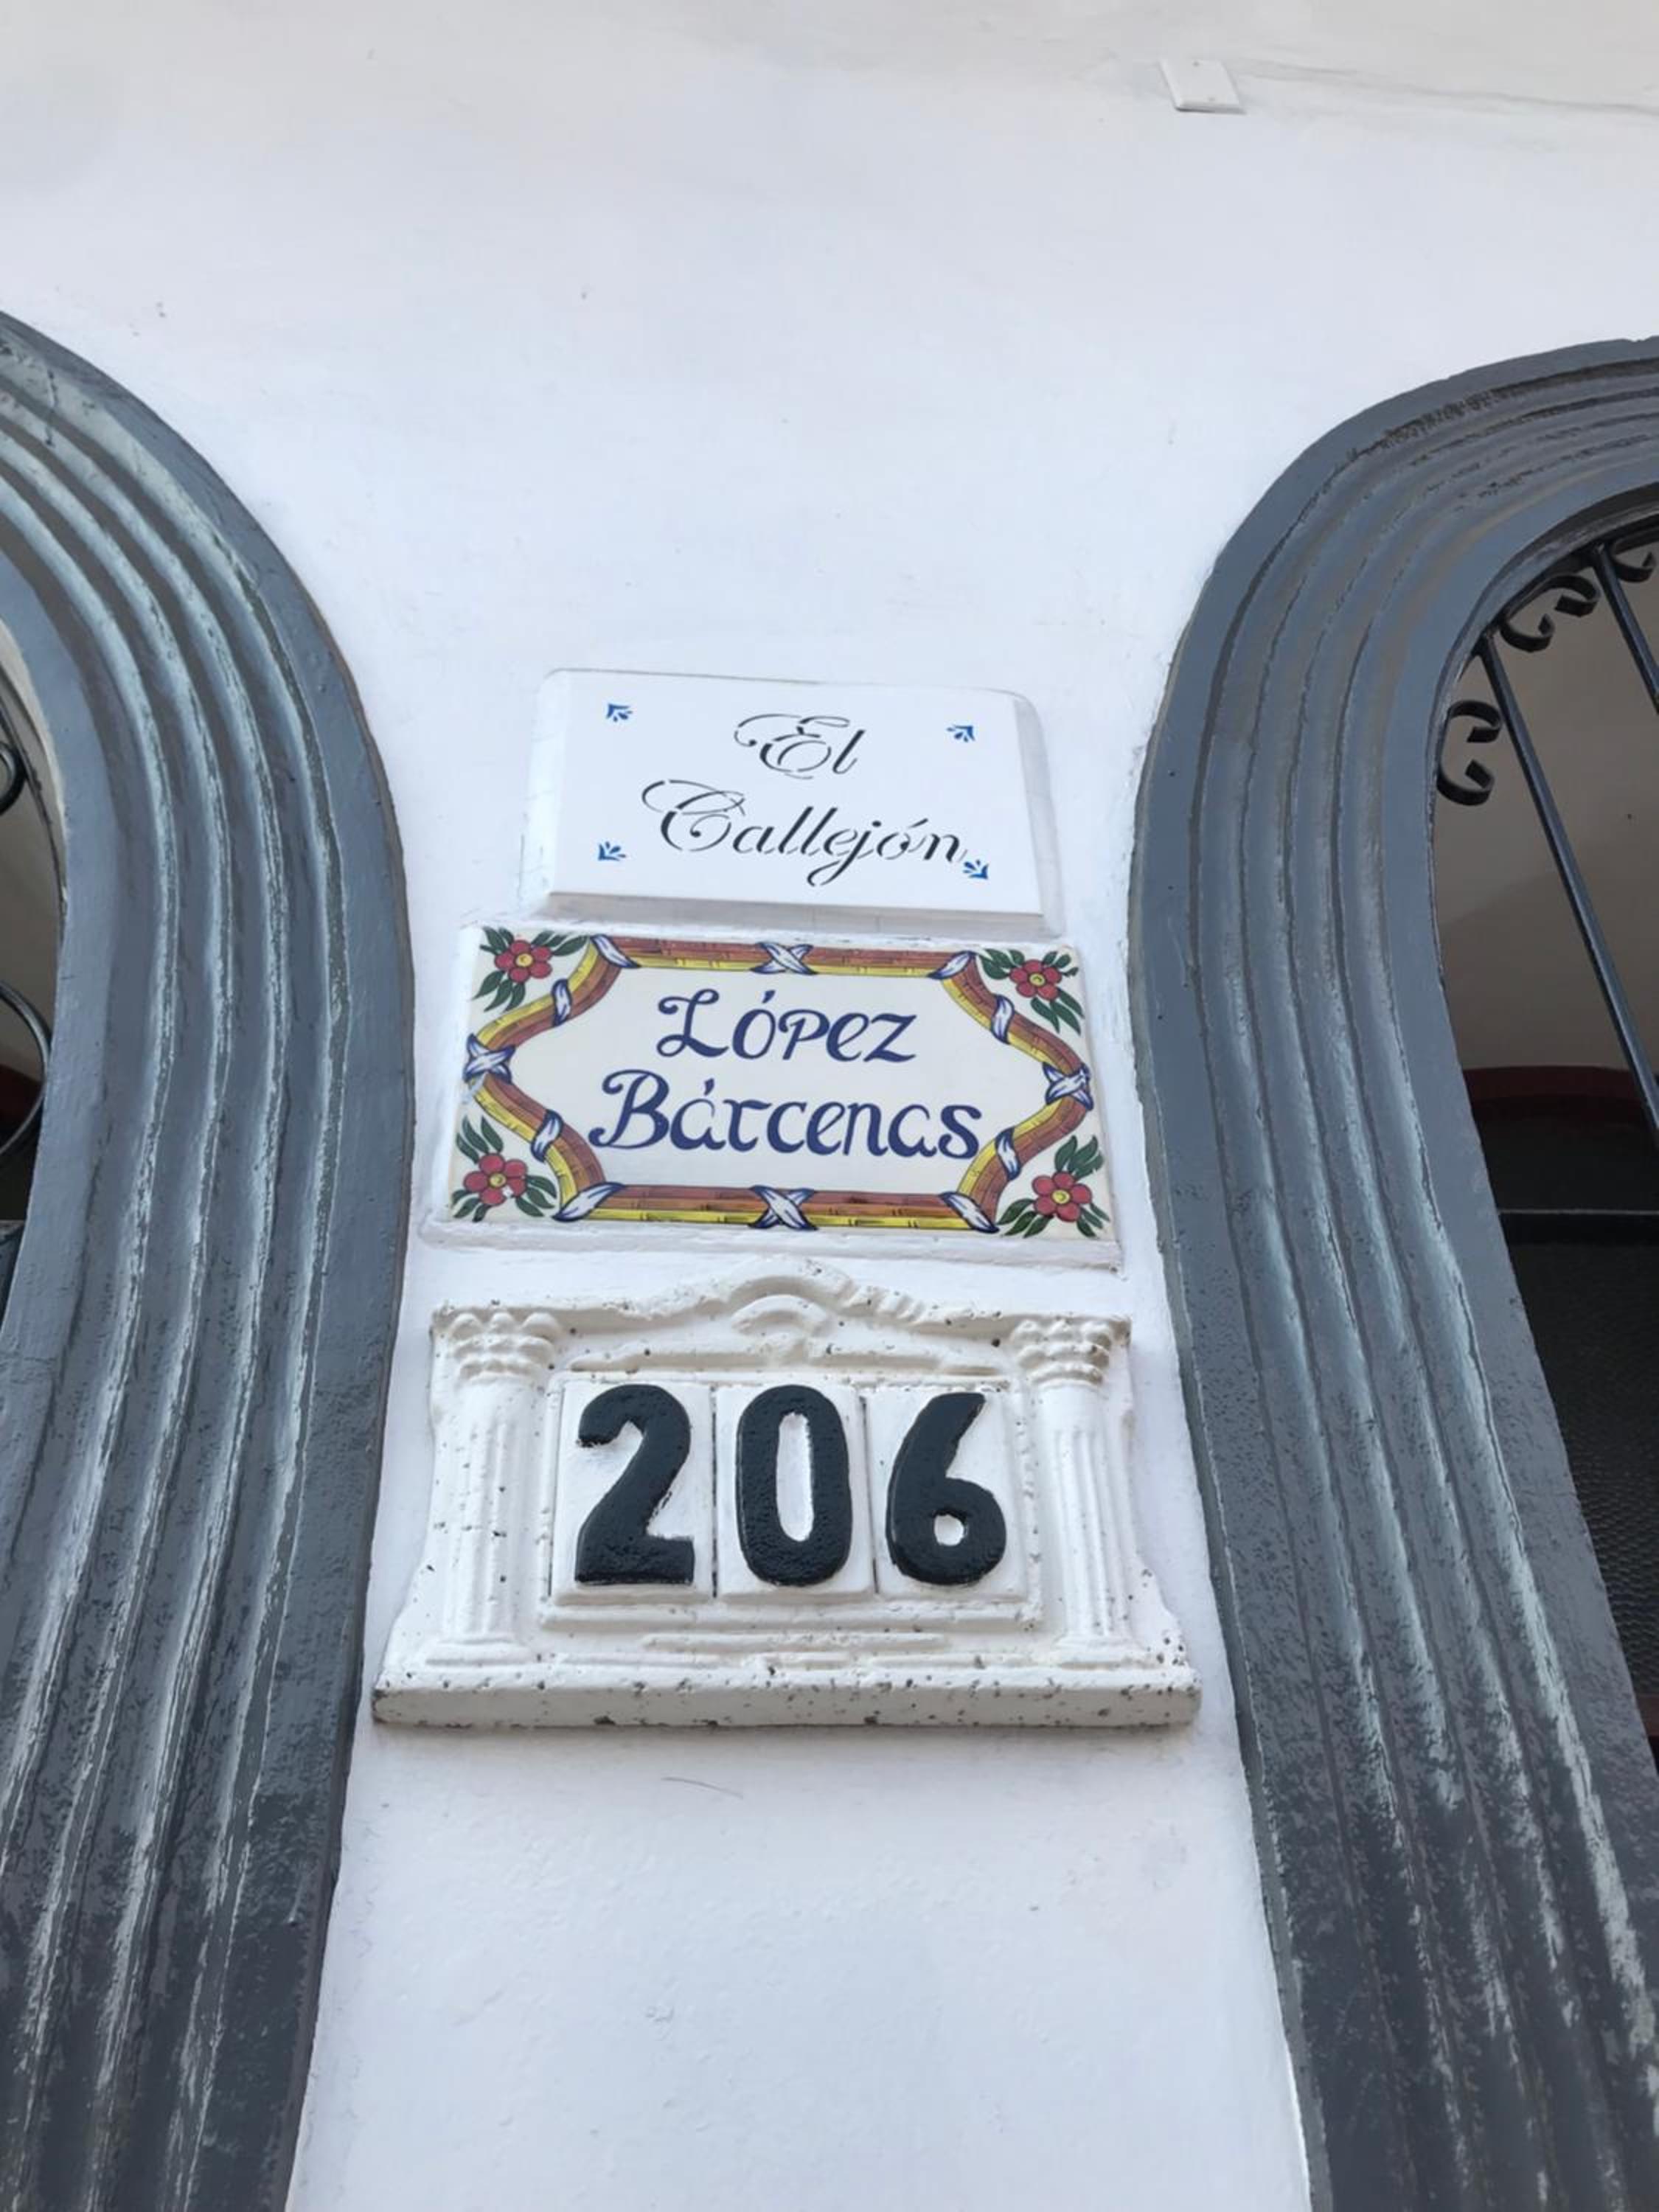 El
Callejón
López
Bárcenas
206